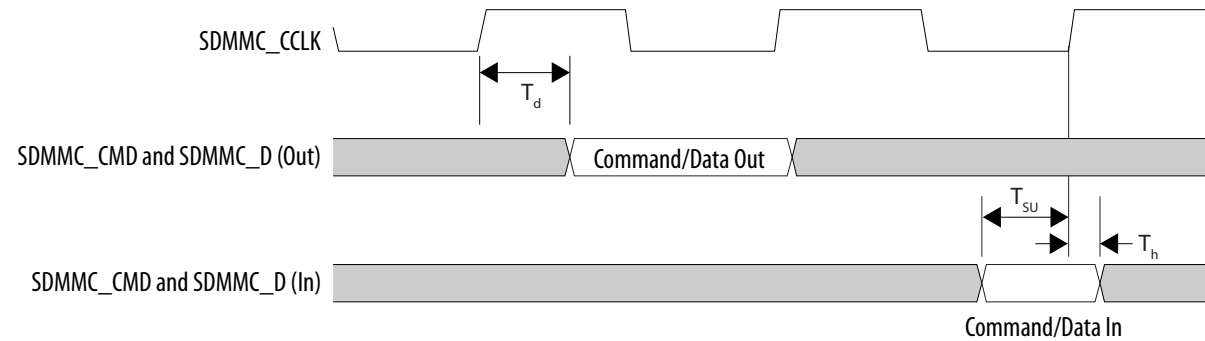 SDMMC_CCLK
T_d
SDMMC_CMD and SDMMC_D (Out)
Command/Data Out
T_SU
T_h
SDMMC_CMD and SDMMC_D (In)
Command/Data In